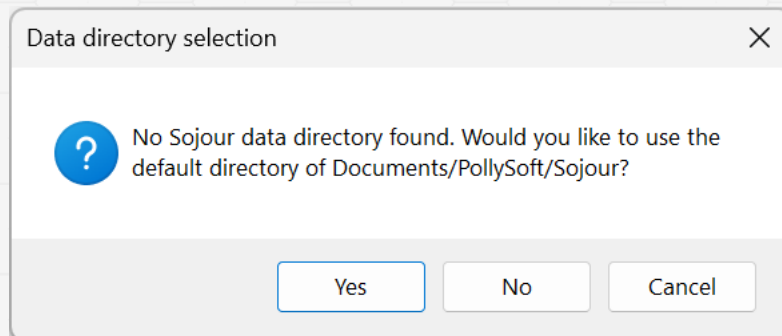 Data directory selection
No Sojour data directory found. Would you like to use the
default directory of Documents/PollySoft/Sojour?
Yes
No
Cancel